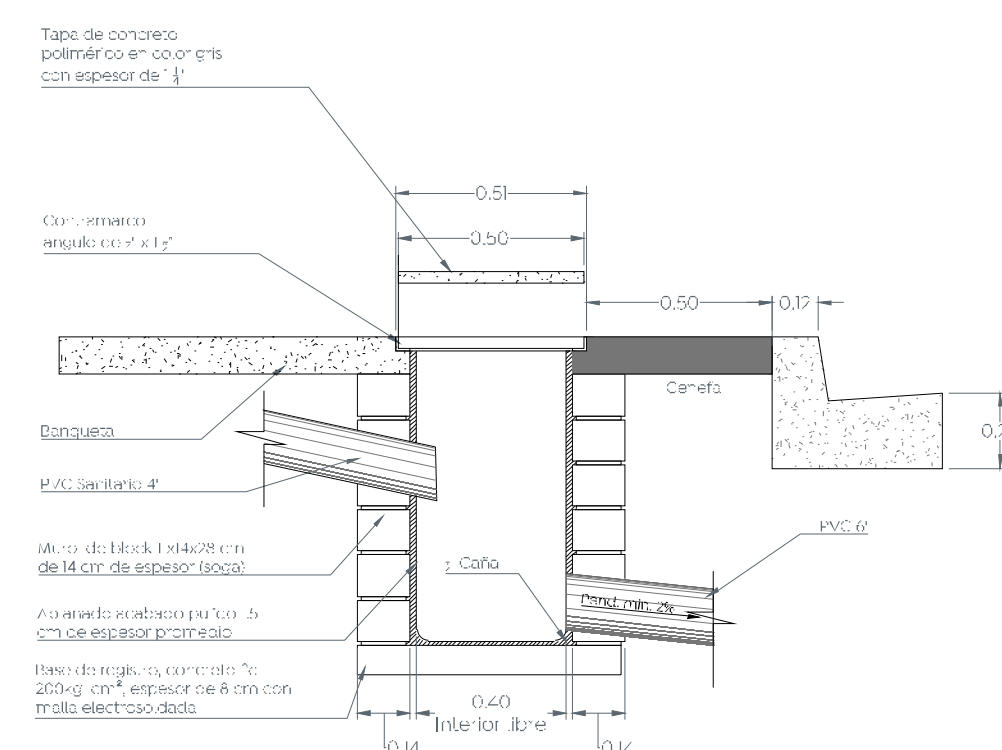 Tapa de concreto
polimérico en color gris
con espesor de 1 1/4"
0.51
Contramarco
angulo de x 1
0.50
0.50
0.12
Cenefa
Banqueta
0.2
PVC Sanitario 4"
PVC 6"
Muro de block 11x14x28 cm
de 14 cm de espesor (soga)
Caña
Pend. min. 2%
Aplanado acabado pulido 1.5
cm de espesor promedio
Base de registro, concreto f'c
200kg/cm², espesor de 8 cm con
malla electrosoldada
0.40
Interior libre
0.14
0.14